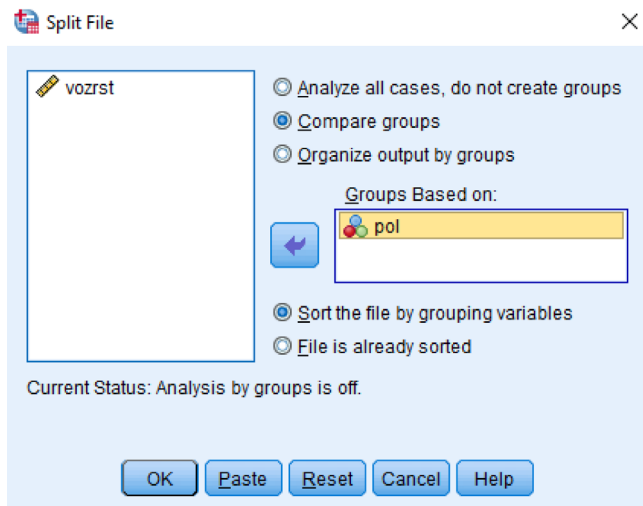 Split File
vozrst
Analyze all cases, do not create groups
Compare groups
Organize output by groups
Groups Based on:
pol
Sort the file by grouping variables
File is already sorted
Current Status: Analysis by groups is off.
OK Paste Reset Cancel Help